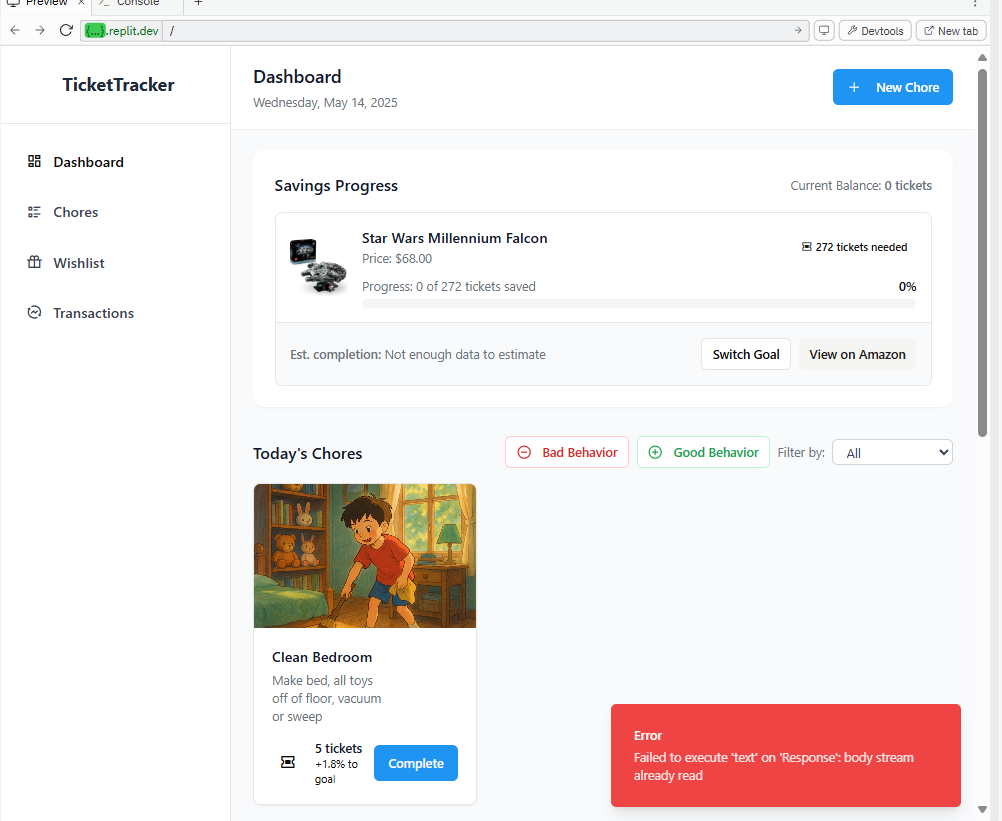 Preview
Console
{...}.replit.dev /
Devtools
New tab
TicketTracker
Dashboard
Chores
Wishlist
Transactions
Dashboard
Wednesday, May 14, 2025
New Chore
Savings Progress
Current Balance: 0 tickets
Star Wars Millennium Falcon
272 tickets needed
Price: $68.00
Progress: 0 of 272 tickets saved
0%
Est. completion: Not enough data to estimate
Switch Goal
View on Amazon
Today's Chores
Bad Behavior
Good Behavior
Filter by:
All
Clean Bedroom
Make bed, all toys
off of floor, vacuum
or sweep
5 tickets
+1.8% to
goal
Complete
Error
Failed to execute 'text' on 'Response': body stream
already read